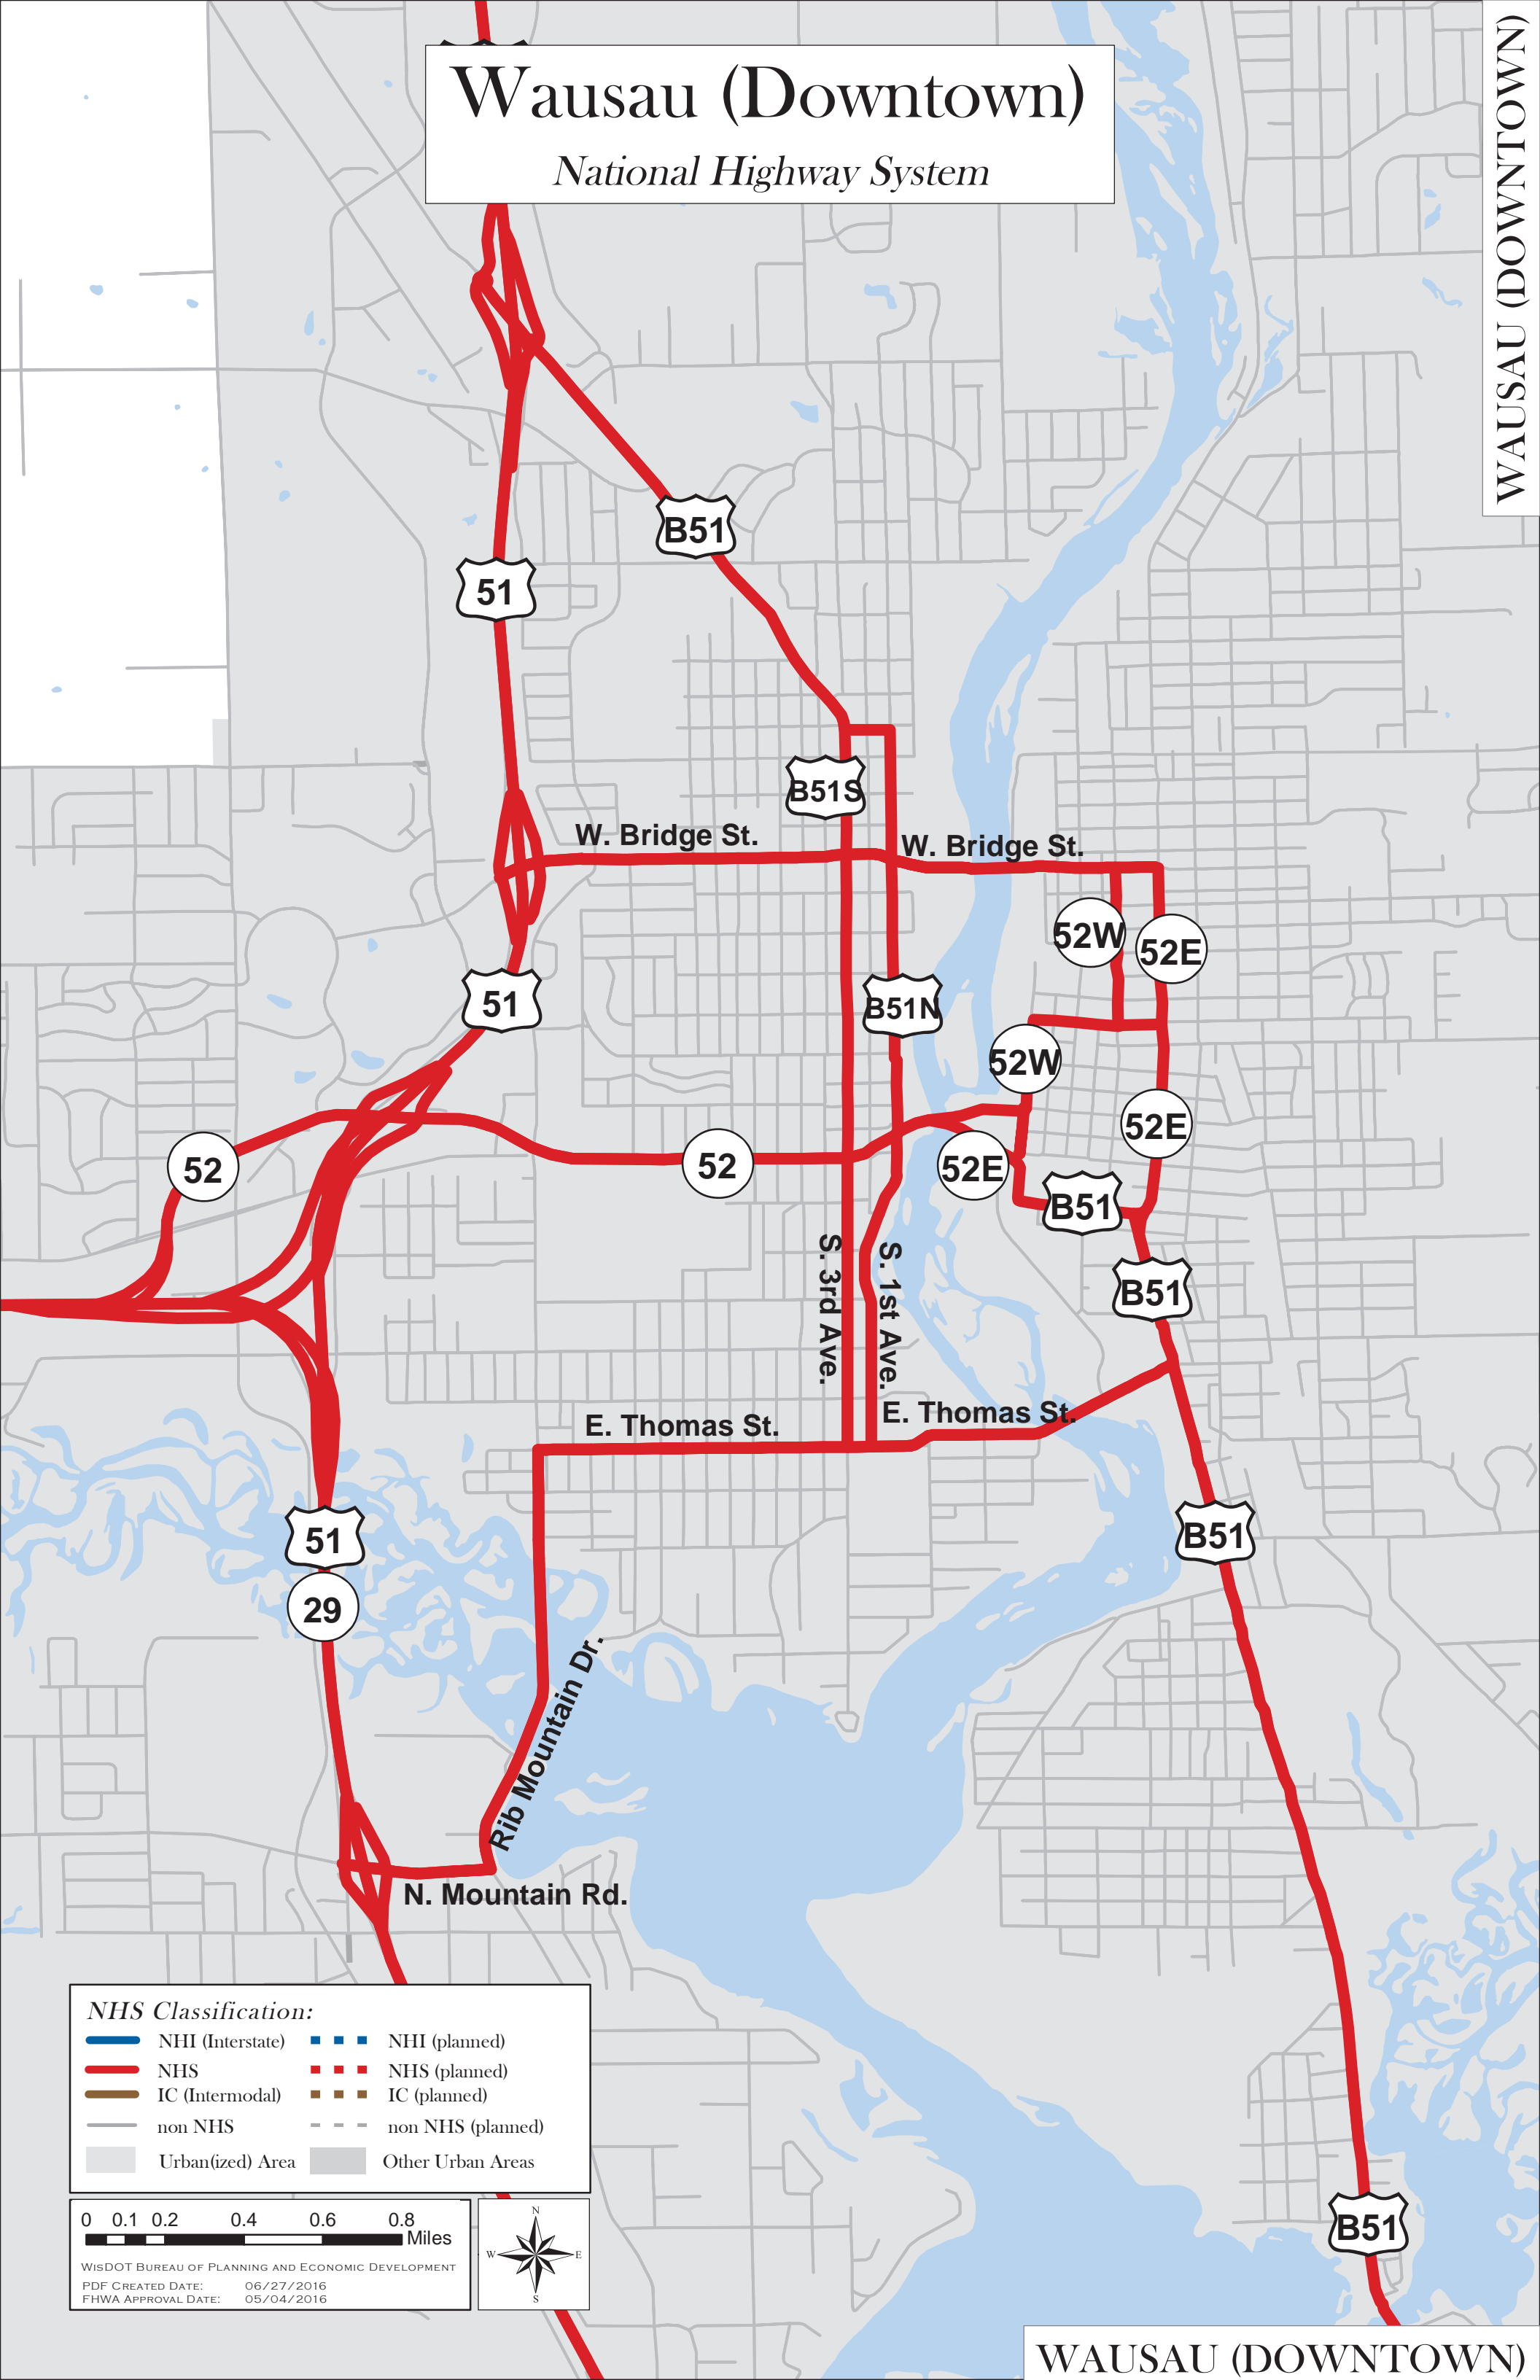 Wausau (Downtown)
National Highway System
WAUSAU (DOWNTOWN)
B51
51
B51S
W. Bridge St.
W. Bridge St.
52W
52E
51
B51N
52W
52E
52
52
52E
B51
B51
S. 3rd Ave.
S. 1st Ave.
E. Thomas St.
E. Thomas St.
51
B51
29
Rib Mountain Dr.
N. Mountain Rd.
NHS Classification:
NHI (Interstate) NHI (planned)
NHS NHS (planned)
IC (Intermodal) IC (planned)
non NHS non NHS (planned)
Urban(ized) Area Other Urban Areas
0 0.1 0.2 0.4 0.6 0.8
Miles
WisDOT Bureau of Planning and Economic Development
PDF Created Date: 06/27/2016
FHWA Approval Date: 05/04/2016
N
W E
S
B51
WAUSAU (DOWNTOWN)